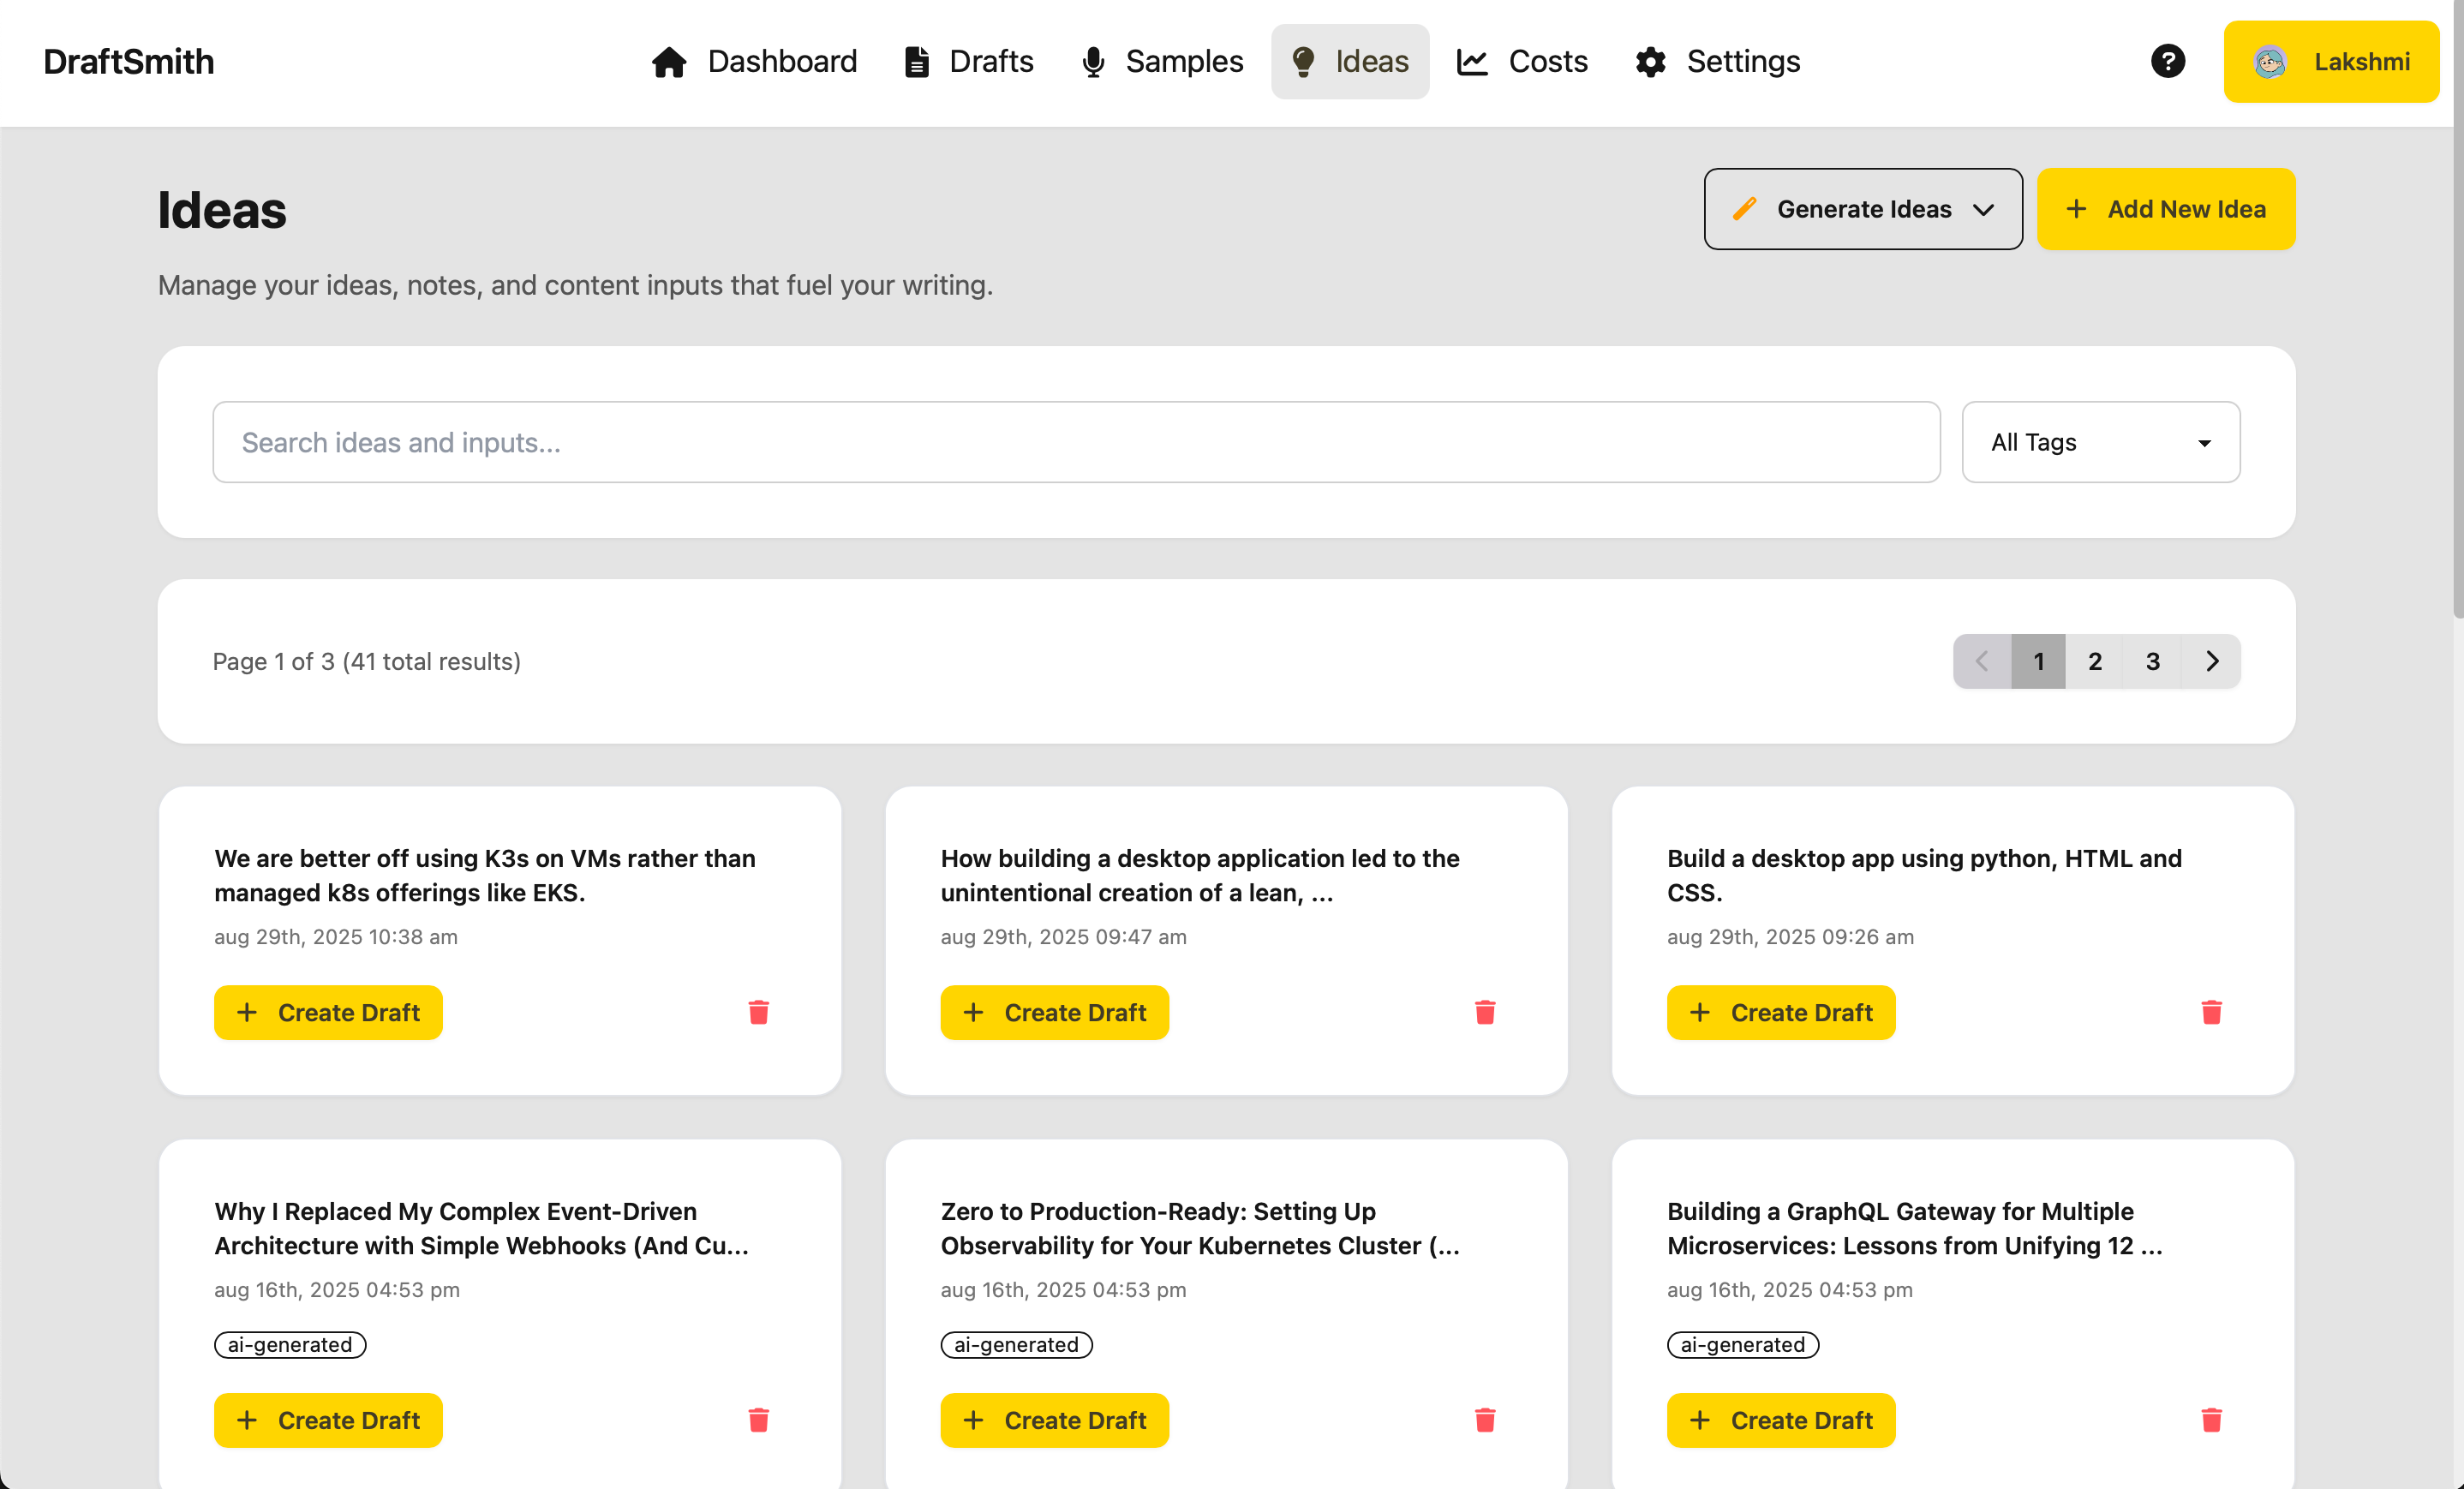 DraftSmith
Dashboard
Drafts
Samples
Ideas
Costs
Settings
?
Lakshmi
Ideas
Generate Ideas
+ Add New Idea
Manage your ideas, notes, and content inputs that fuel your writing.
Search ideas and inputs...
All Tags
Page 1 of 3 (41 total results)
1
2
3
We are better off using K3s on VMs rather than
managed k8s offerings like EKS.
aug 29th, 2025 10:38 am
+ Create Draft
How building a desktop application led to the
unintentional creation of a lean, ...
aug 29th, 2025 09:47 am
+ Create Draft
Build a desktop app using python, HTML and
CSS.
aug 29th, 2025 09:26 am
+ Create Draft
Why I Replaced My Complex Event-Driven
Architecture with Simple Webhooks (And Cu...
aug 16th, 2025 04:53 pm
ai-generated
+ Create Draft
Zero to Production-Ready: Setting Up
Observability for Your Kubernetes Cluster (...
aug 16th, 2025 04:53 pm
ai-generated
+ Create Draft
Building a GraphQL Gateway for Multiple
Microservices: Lessons from Unifying 12 ...
aug 16th, 2025 04:53 pm
ai-generated
+ Create Draft